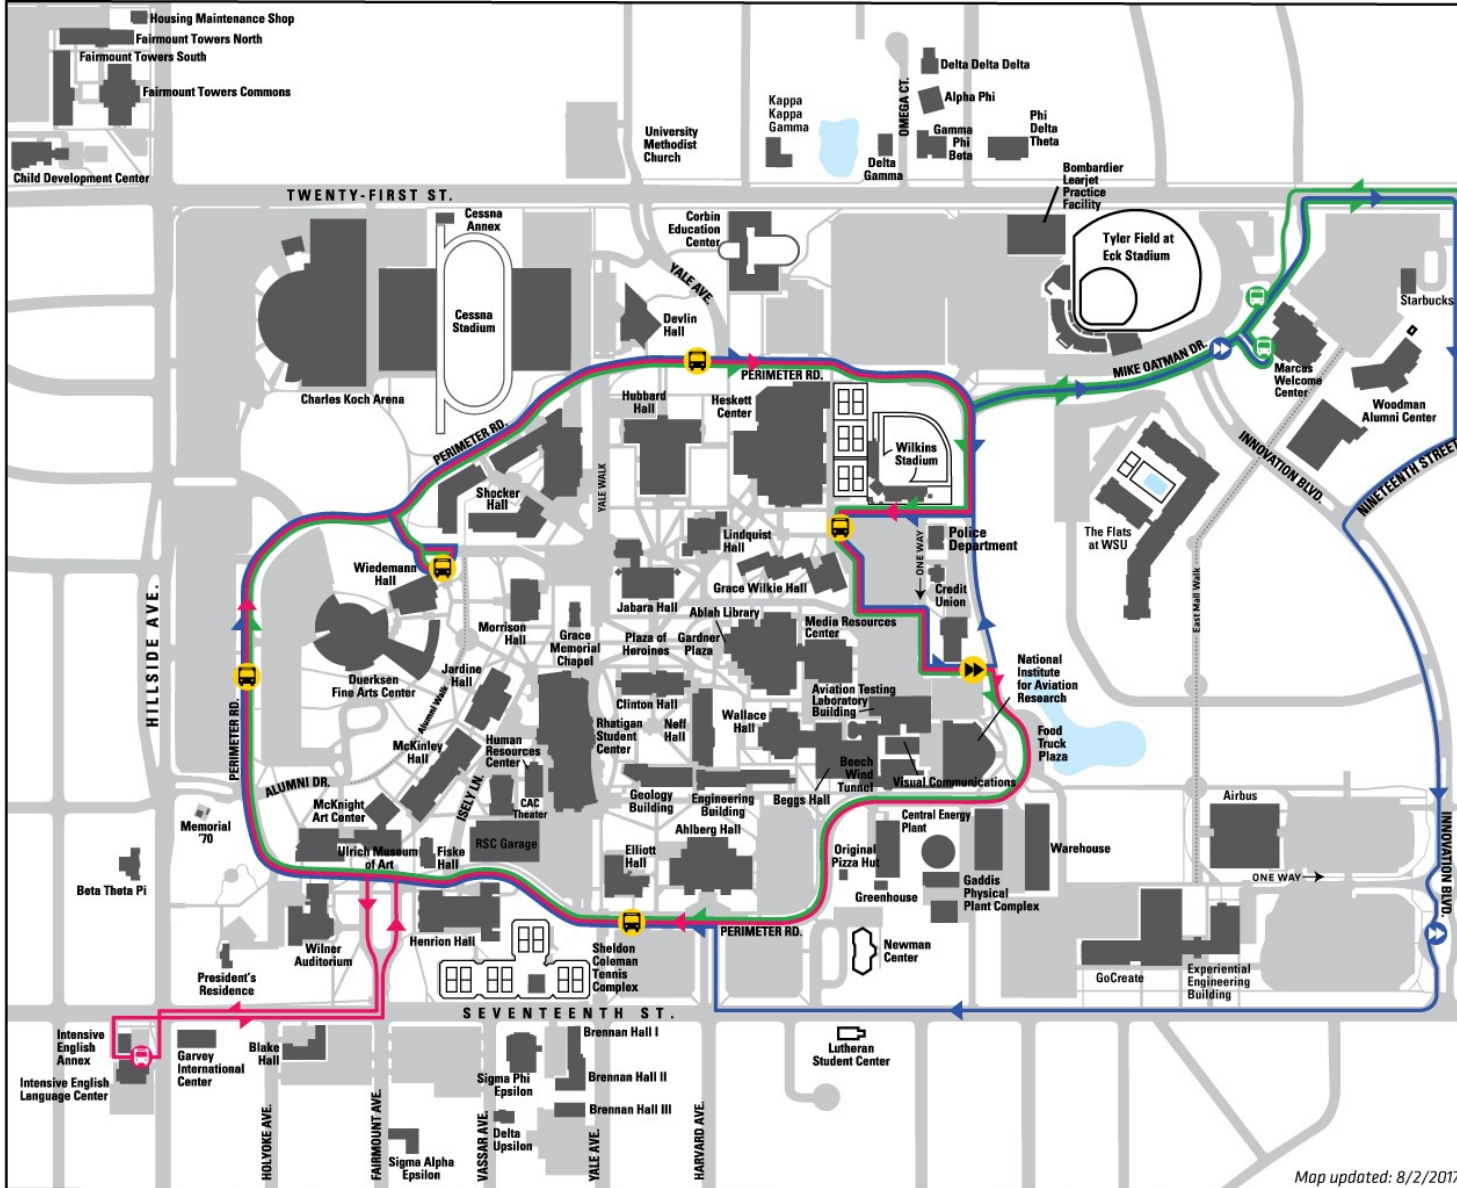 Housing Maintenance Shop
Fairmount Towers North
Fairmount Towers South
Fairmount Towers Commons
Child Development Center
University
Methodist
Church
Kappa
Kappa
Gamma
OMEGA CT.
Delta Delta Delta
Alpha Phi
Gamma
Phi
Beta
Phi
Delta
Theta
Delta
Gamma
Bombardier
Learjet
Practice
Facility
TWENTY-FIRST ST.
Cessna
Annex
Corbin
Education
Center
YALE AVE.
Tyler Field at
Eck Stadium
Starbucks
Cessna
Stadium
Devlin
Hall
Charles Koch Arena
PERIMETER RD.
PERIMETER RD.
MIKE OATMAN DR.
Marcus
Welcome
Center
Woodman
Alumni Center
Hubbard
Hall
Heskett
Center
Wilkins
Stadium
INNOVATION BLVD.
NINETEENTH STREET
Shocker
Hall
YALE WALK
Lindquist
Hall
Police
Department
The Flats
at WSU
ONE WAY
Wiedemann
Hall
Grace Wilkie Hall
Credit
Union
HILLSIDE AVE.
Jabara Hall
Ablah Library
Media Resources
Center
East Mall Walk
Morrison
Hall
Grace
Memorial
Chapel
Plaza of
Heroines
Gardner
Plaza
Duerksen
Fine Arts Center
Jardine
Hall
Alumni Walk
Clinton Hall
Aviation Testing
Laboratory
Building
National
Institute
for Aviation
Research
PERIMETER RD.
McKinley
Hall
Human
Resources
Center
Rhatigan
Student
Center
Neff
Hall
Wallace
Hall
Food
Truck
Plaza
Beech
Wind
Tunnel
Visual Communications
ALUMNI DR.
ISELY LN.
CAC
Theater
Geology
Building
Engineering
Building
Beggs Hall
Airbus
McKnight
Art Center
Memorial
'70
Ulrich Museum
of Art
Fiske
Hall
RSC Garage
Elliott
Hall
Ahlberg Hall
Original
Pizza Hut
Central Energy
Plant
Warehouse
INNOVATION BLVD.
Beta Theta Pi
Greenhouse
Gaddis
Physical
Plant Complex
ONE WAY
Wilner
Auditorium
Henrion Hall
PERIMETER RD.
President's
Residence
Sheldon
Coleman
Tennis
Complex
Newman
Center
GoCreate
Experiential
Engineering
Building
SEVENTEENTH ST.
Intensive
English
Annex
Intensive English
Language Center
Garvey
International
Center
Blake
Hall
Sigma Phi
Epsilon
Brennan Hall I
Brennan Hall II
Brennan Hall III
Lutheran
Student Center
HOLYOKE AVE.
FAIRMOUNT AVE.
Sigma Alpha
Epsilon
VASSAR AVE.
Delta
Upsilon
YALE AVE.
HARVARD AVE.
Map updated: 8/2/2017